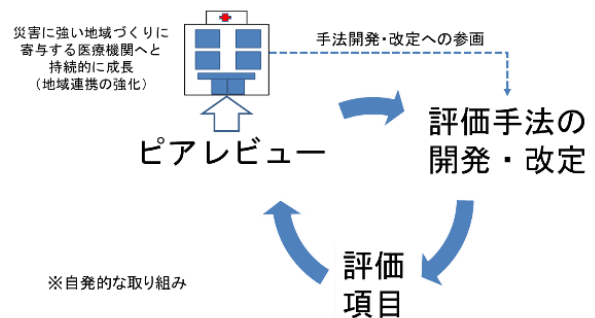 災害に強い地域づくりに
寄与する医療機関へと
持続的に成長
（地域連携の強化）
手法開発・改定への参画
ピアレビュー
評価手法の
開発・改定
評価
項目
※自発的な取り組み